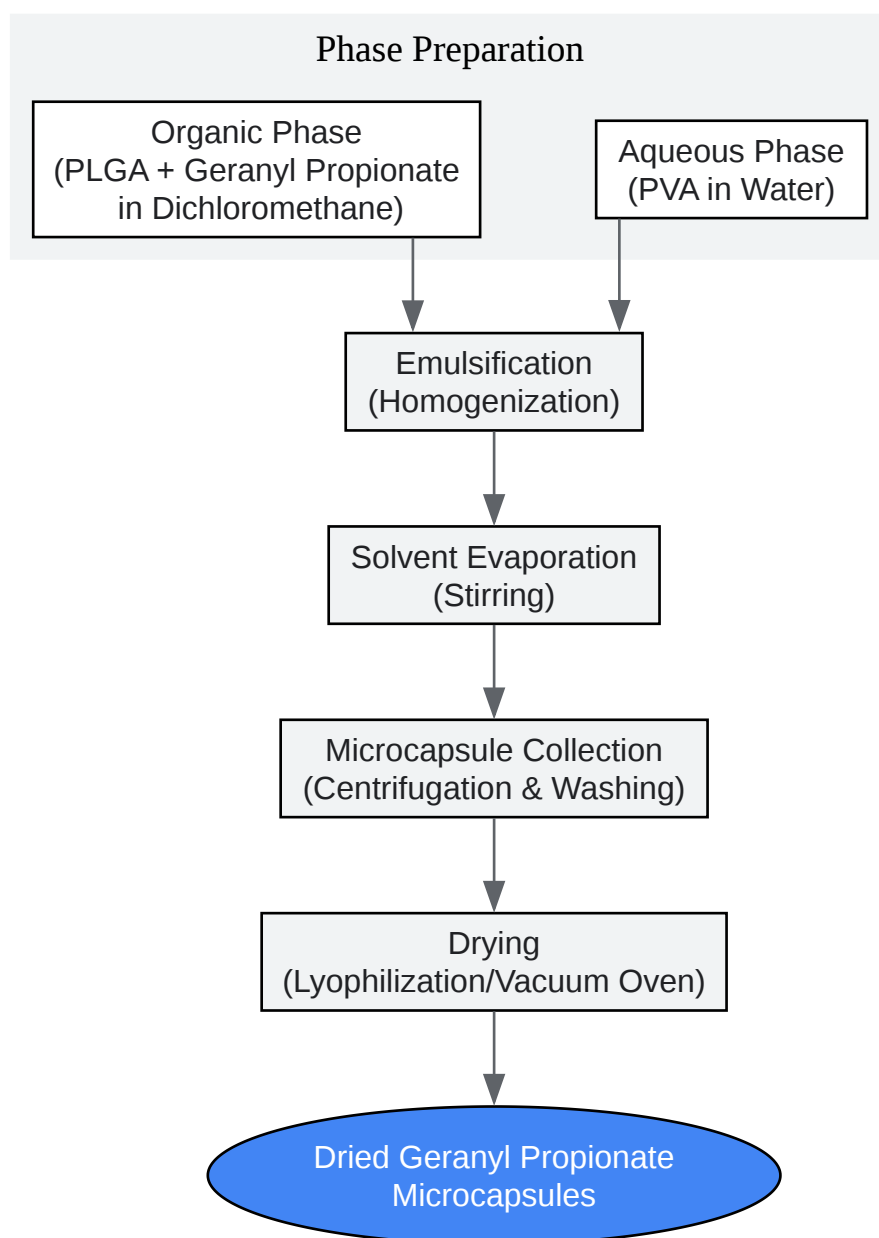 Phase Preparation
Organic Phase
(PLGA + Geranyl Propionate
in Dichloromethane)
Aqueous Phase
(PVA in Water)
Emulsification
(Homogenization)
Solvent Evaporation
(Stirring)
Microcapsule Collection
(Centrifugation & Washing)
Drying
(Lyophilization/Vacuum Oven)
Dried Geranyl Propionate
Microcapsules